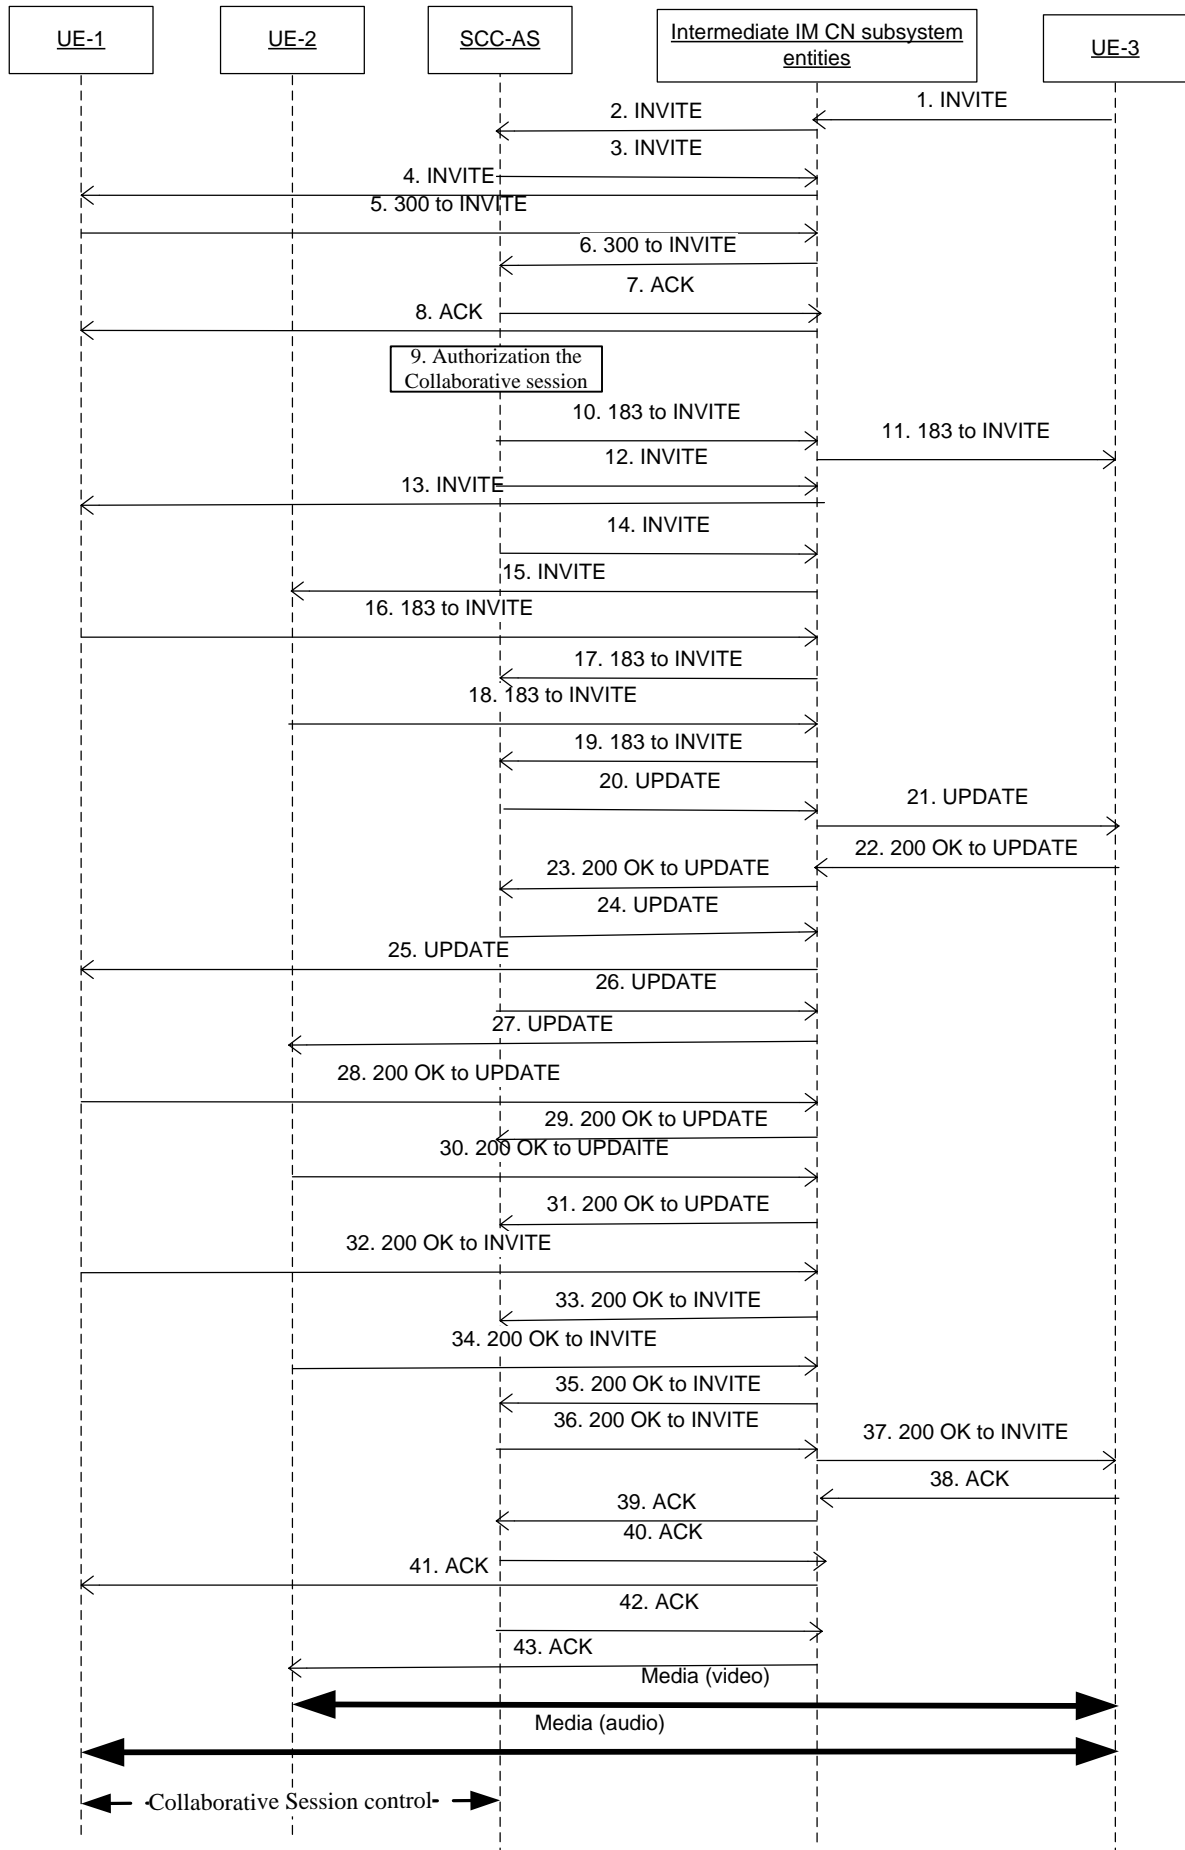 UE-1
UE-2
SCC-AS
Intermediate IM CN subsystem
entities
UE-3
1. INVITE
2. INVITE
3. INVITE
4. INVITE
5. 300 to INVITE
6. 300 to INVITE
7. ACK
8. ACK
9. Authorization the
Collaborative session
10. 183 to INVITE
11. 183 to INVITE
12. INVITE
13. INVITE
14. INVITE
15. INVITE
16. 183 to INVITE
17. 183 to INVITE
18. 183 to INVITE
19. 183 to INVITE
20. UPDATE
21. UPDATE
22. 200 OK to UPDATE
23. 200 OK to UPDATE
24. UPDATE
25. UPDATE
26. UPDATE
27. UPDATE
28. 200 OK to UPDATE
29. 200 OK to UPDATE
30. 200 OK to UPDAITE
31. 200 OK to UPDATE
32. 200 OK to INVITE
33. 200 OK to INVITE
34. 200 OK to INVITE
35. 200 OK to INVITE
36. 200 OK to INVITE
37. 200 OK to INVITE
38. ACK
39. ACK
40. ACK
41. ACK
42. ACK
43. ACK
Media (video)
Media (audio)
Collaborative Session control